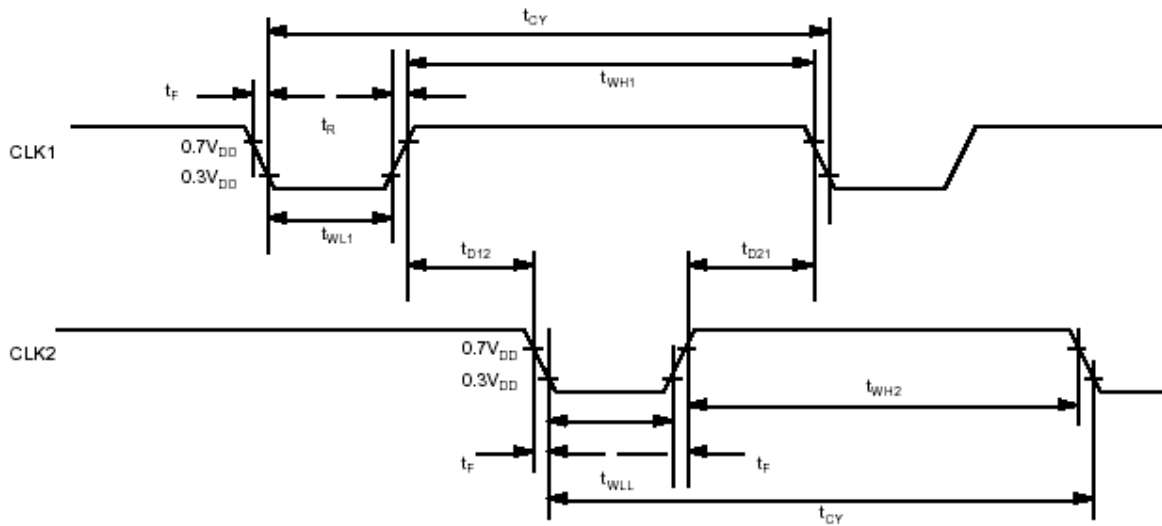 tCY
tWH1
tF
tR
CLK1
0.7VDD
0.3VDD
tWL1
tD12
tD21
CLK2
0.7VDD
0.3VDD
tWH2
tF
tWLL
tF
tCY